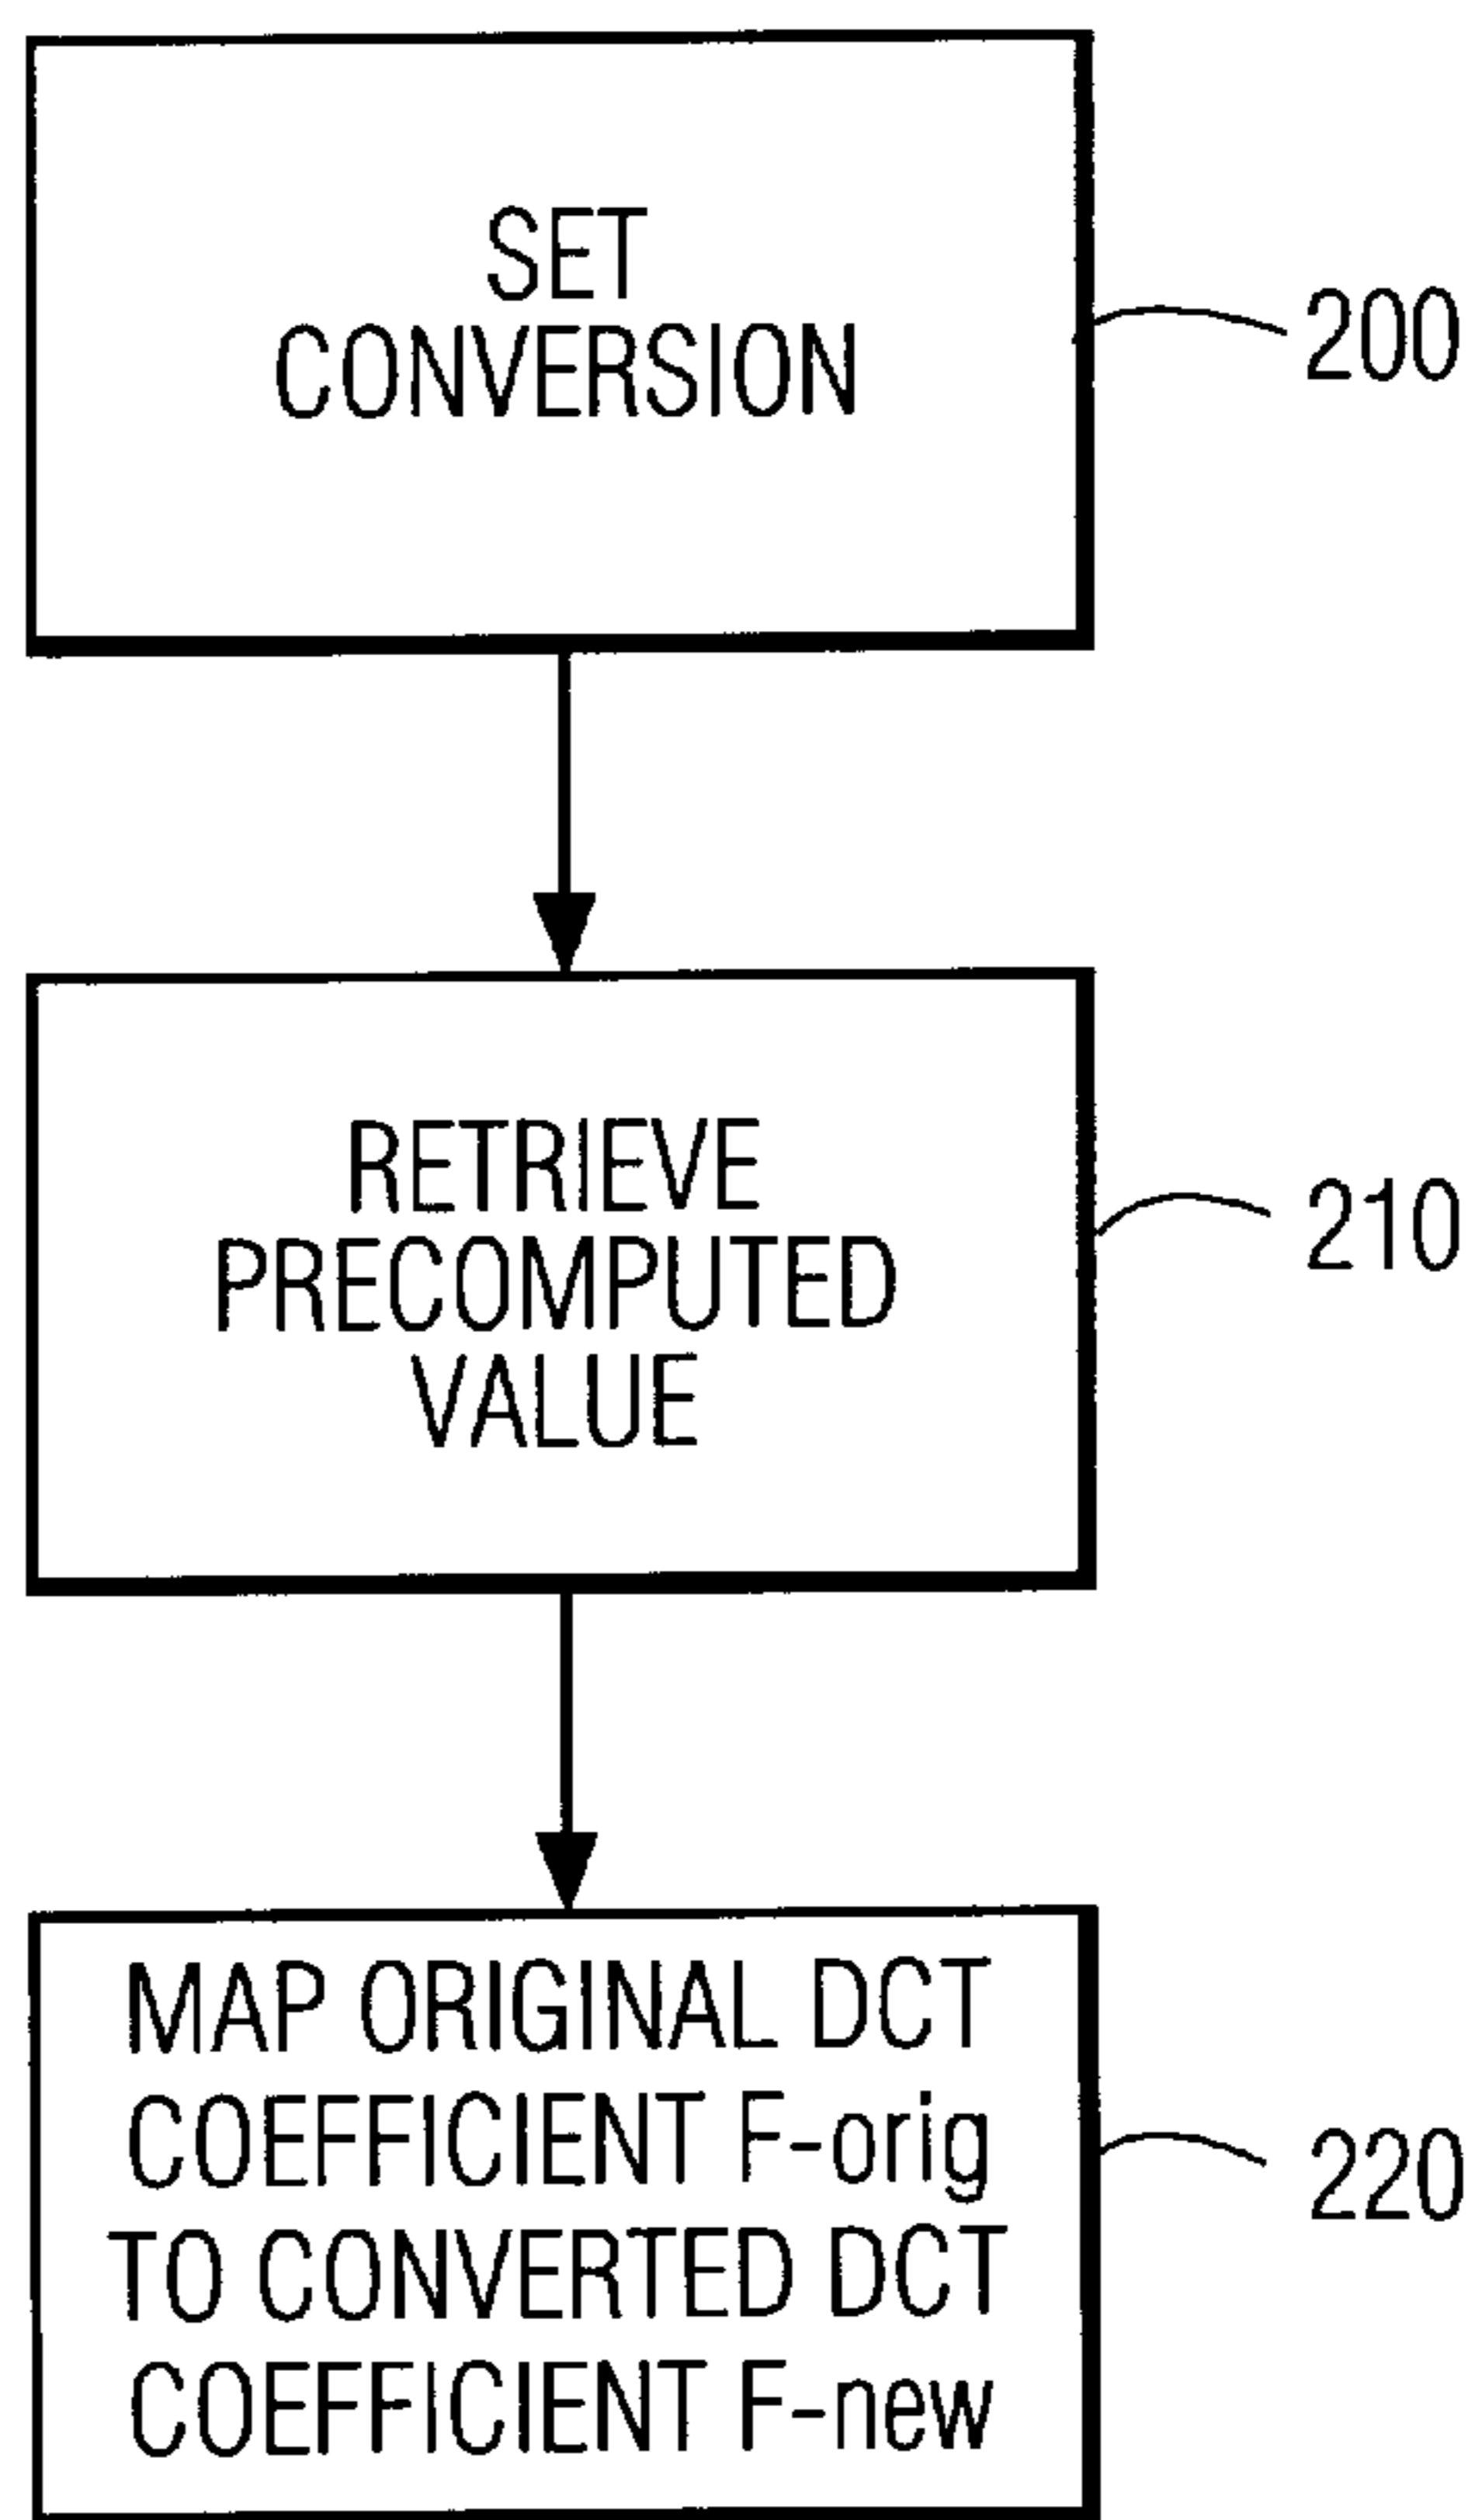 SET
CONVERSION
200
RETRIEVE
PRECOMPUTED
VALUE
210
MAP ORIGINAL DCT
COEFFICIENT F-orig
TO CONVERTED DCT
COEFFICIENT F-new
220